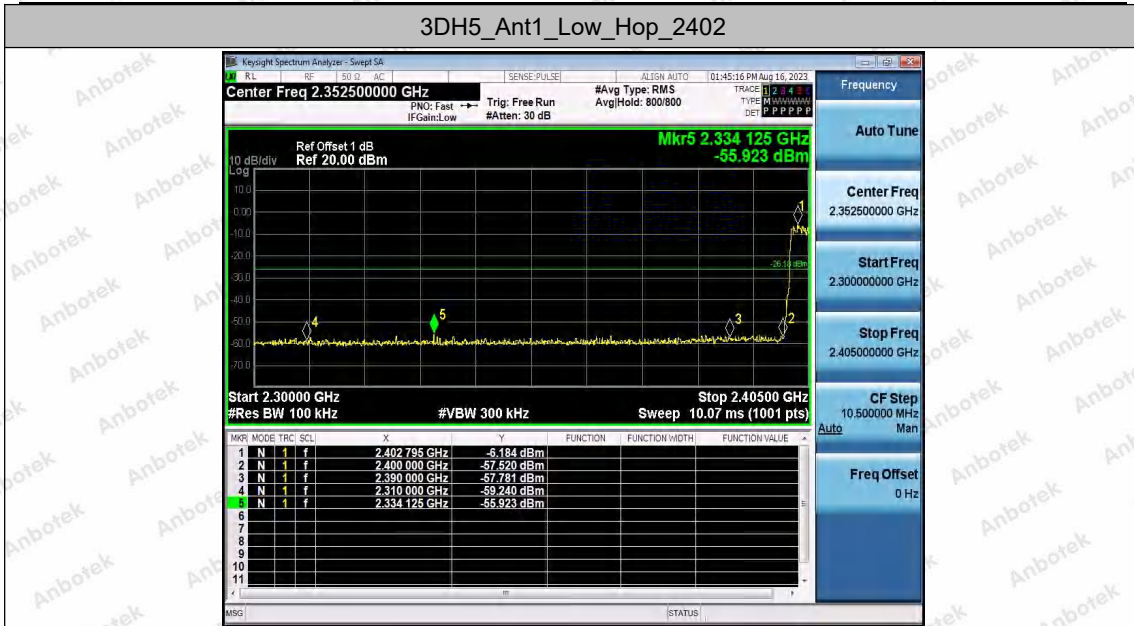 3DH5_Ant1_Low_Hop_2402
Keysight Spectrum Analyzer - Swept SA
RL RF 50 Ω AC SENSE:PULSE ALIGN AUTO 01:45:16 PM Aug 16, 2023
Center Freq 2.352500000 GHz
PNO: Fast
IFGain:Low
Trig: Free Run
#Atten: 30 dB
#Avg Type: RMS
Avg|Hold: 800/800
TRACE 1 2 3 4 5 6
TYPE M W W W W W
DET P P P P P P
Frequency
Auto Tune
Center Freq
2.352500000 GHz
Start Freq
2.300000000 GHz
Stop Freq
2.405000000 GHz
CF Step
10.500000 MHz
Auto Man
Freq Offset
0 Hz
Mkr5 2.334 125 GHz
-55.923 dBm
Ref Offset 1 dB
10 dB/div Ref 20.00 dBm
Log
10.0
0.00
-10.0
-20.0
-30.0
-40.0
-50.0
-60.0
-70.0
-26.18 dBm
1
2
3
4
5
Start 2.30000 GHz Stop 2.40500 GHz
#Res BW 100 kHz #VBW 300 kHz Sweep 10.07 ms (1001 pts)
MKR MODE TRC SCL X Y FUNCTION FUNCTION WIDTH FUNCTION VALUE
1 N 1 f 2.402 795 GHz -6.184 dBm
2 N 1 f 2.400 000 GHz -57.520 dBm
3 N 1 f 2.390 000 GHz -57.781 dBm
4 N 1 f 2.310 000 GHz -59.240 dBm
5 N 1 f 2.334 125 GHz -55.923 dBm
6
7
8
9
10
11
MSG STATUS
Anbotek